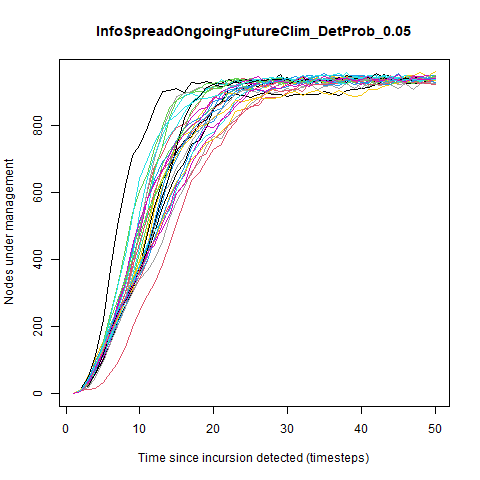 InfoSpreadOngoingFutureClim_DetProb_0.05
Nodes under management
800
600
400
200
0
0 10 20 30 40 50
Time since incursion detected (timesteps)